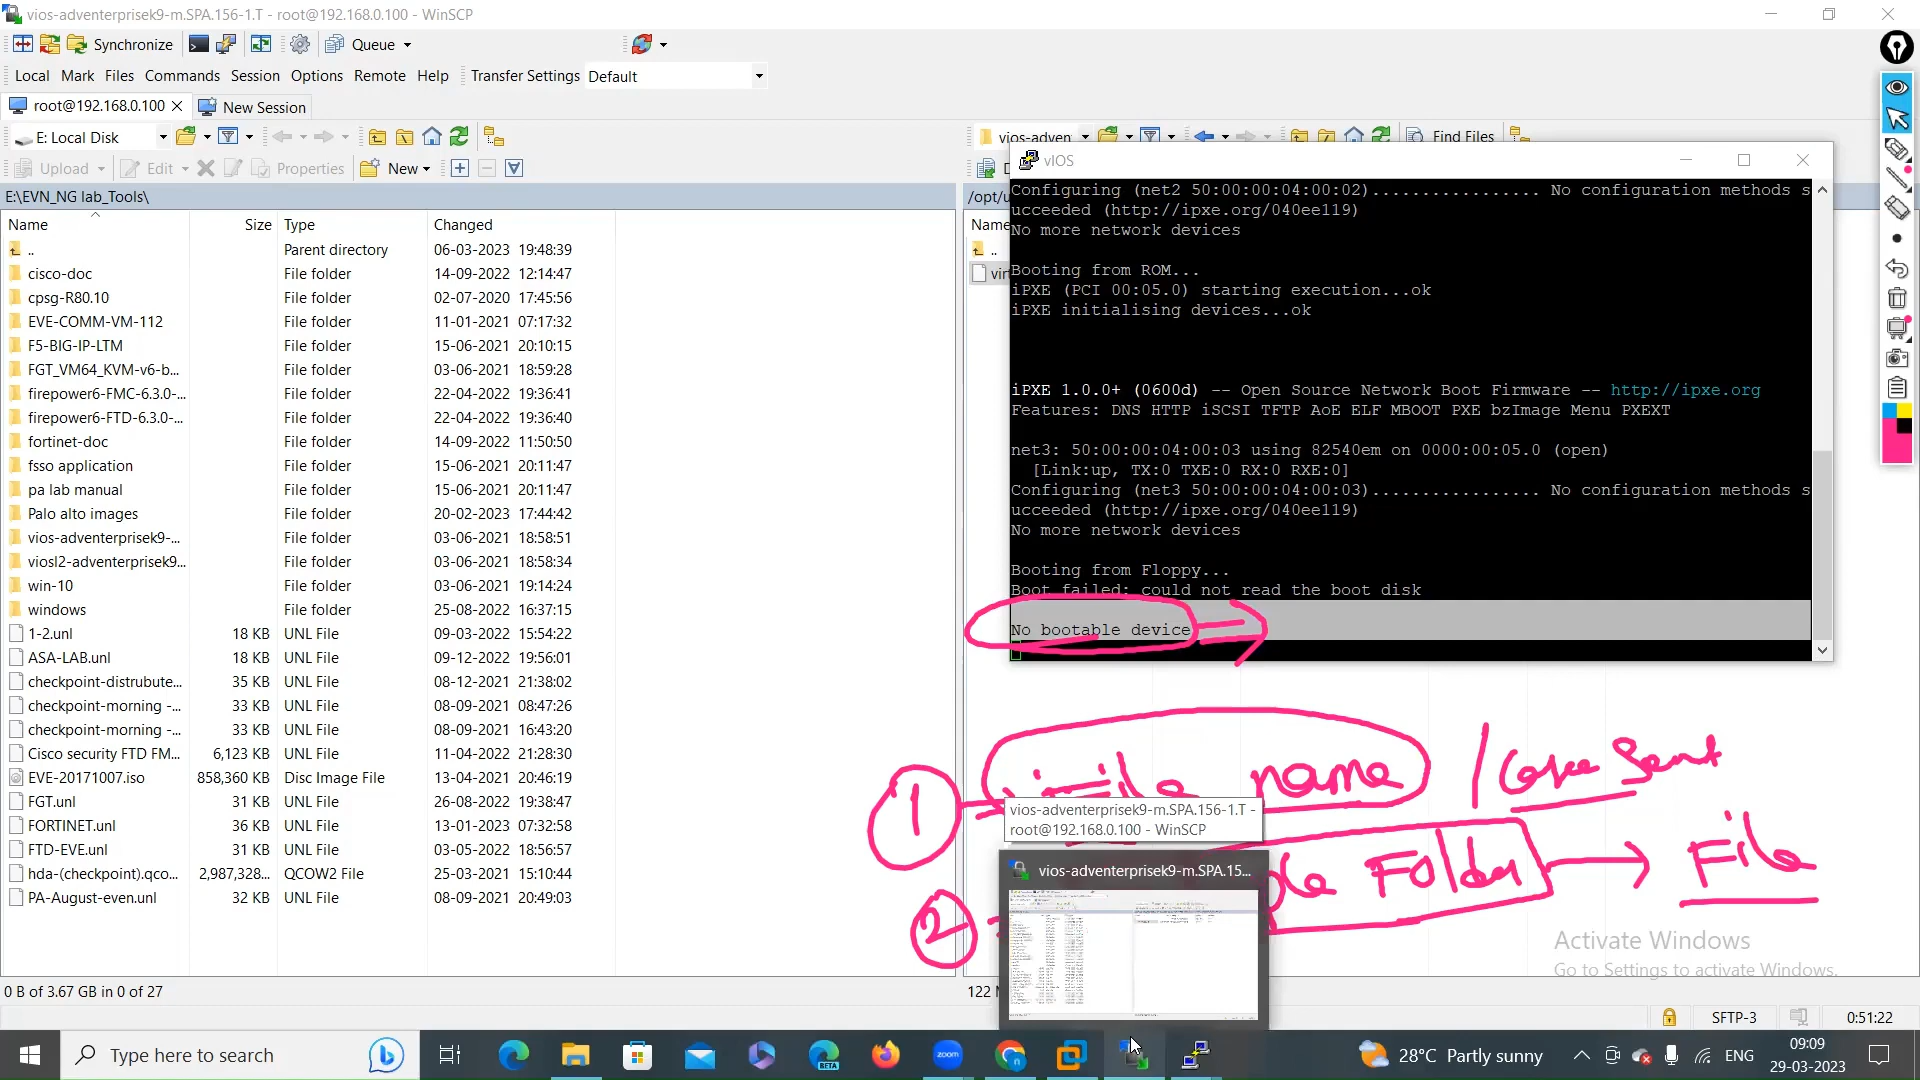 vios-adventerprisek9-m.SPA.156-1.T - root@192.168.0.100 - WinSCP
Synchronize Queue
Local Mark Files Commands Session Options Remote Help Transfer Settings Default
root@192.168.0.100 New Session
E: Local Disk
Upload Edit Properties New
E:\EVN_NG lab_Tools\
Name Size Type Changed
.. Parent directory 06-03-2023 19:48:39
cisco-doc File folder 14-09-2022 12:14:47
cpsg-R80.10 File folder 02-07-2020 17:45:56
EVE-COMM-VM-112 File folder 11-01-2021 07:17:32
F5-BIG-IP-LTM File folder 15-06-2021 20:10:15
FGT_VM64_KVM-v6-b... File folder 03-06-2021 18:59:28
firepower6-FMC-6.3.0-... File folder 22-04-2022 19:36:41
firepower6-FTD-6.3.0-... File folder 22-04-2022 19:36:40
fortinet-doc File folder 14-09-2022 11:50:50
fsso application File folder 15-06-2021 20:11:47
pa lab manual File folder 15-06-2021 20:11:47
Palo alto images File folder 20-02-2023 17:44:42
vios-adventerprisek9-... File folder 03-06-2021 18:58:51
viosl2-adventerprisek9... File folder 03-06-2021 18:58:34
win-10 File folder 03-06-2021 19:14:24
windows File folder 25-08-2022 16:37:15
1-2.unl 18 KB UNL File 09-03-2022 15:54:22
ASA-LAB.unl 18 KB UNL File 09-12-2022 19:56:01
checkpoint-distrubute... 35 KB UNL File 08-12-2021 21:38:02
checkpoint-morning -... 33 KB UNL File 08-09-2021 08:47:26
checkpoint-morning -... 33 KB UNL File 08-09-2021 16:43:20
Cisco security FTD FM... 6,123 KB UNL File 11-04-2022 21:28:30
EVE-20171007.iso 858,360 KB Disc Image File 13-04-2021 20:46:19
FGT.unl 31 KB UNL File 26-08-2022 19:38:47
FORTINET.unl 36 KB UNL File 13-01-2023 07:32:58
FTD-EVE.unl 31 KB UNL File 03-05-2022 18:56:57
hda-(checkpoint).qco... 2,987,328... QCOW2 File 25-03-2021 15:10:44
PA-August-even.unl 32 KB UNL File 08-09-2021 20:49:03
0 B of 3.67 GB in 0 of 27
vios-adven Find Files
/opt/u
Name
..
vir
122
vIOS
Configuring (net2 50:00:00:04:00:02)................. No configuration methods s
ucceeded (http://ipxe.org/040ee119)
No more network devices
Booting from ROM...
iPXE (PCI 00:05.0) starting execution...ok
iPXE initialising devices...ok
iPXE 1.0.0+ (0600d) -- Open Source Network Boot Firmware -- http://ipxe.org
Features: DNS HTTP iSCSI TFTP AoE ELF MBOOT PXE bzImage Menu PXEXT
net3: 50:00:00:04:00:03 using 82540em on 0000:00:05.0 (open)
[Link:up, TX:0 TXE:0 RX:0 RXE:0]
Configuring (net3 50:00:00:04:00:03)................. No configuration methods s
ucceeded (http://ipxe.org/040ee119)
No more network devices
Booting from Floppy...
Boot failed: could not read the boot disk
No bootable device
1 File name /
vios-adventerprisek9-m.SPA.156-1.T -
root@192.168.0.100 - WinSCP
vios-adventerprisek9-m.SPA.15...
2 Folder → File
Activate Windows
Go to Settings to activate Windows.
SFTP-3 0:51:22
Type here to search
BETA
zoom
28°C Partly sunny
ENG
09:09
29-03-2023